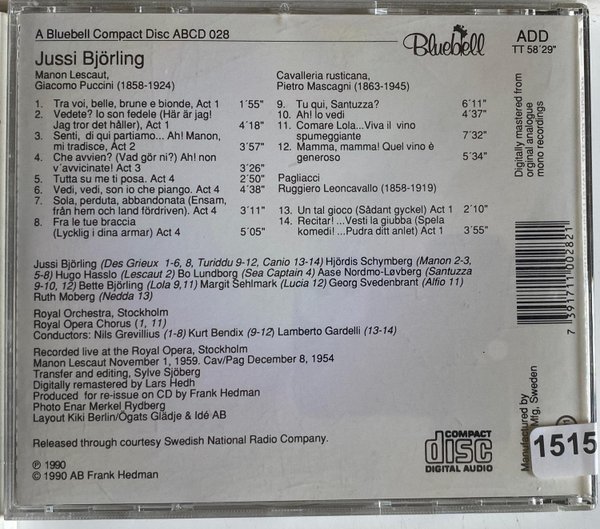 A Bluebell Compact Disc ABCD 028
Bluebell
ADD
TT 58´29´´
Jussi Björling
Manon Lescaut,
Giacomo Puccini (1858-1924)
1. Tra voi, belle, brune e bionde, Act 1 1´55´´
2. Vedete? Io son fedele (Här är jag!
Jag tror det håller), Act 1 4´18´´
3. Senti, di qui partiamo... Ah! Manon,
mi tradisce, Act 2 3´57´´
4. Che avvien? (Vad gör ni?) Ah! non
v´avvicinate! Act 3 3´26´´
5. Tutta su me ti posa. Act 4 2´50´´
6. Vedi, vedi, son io che piango. Act 4 4´38´´
7. Sola, perduta, abbandonata (Ensam,
från hem och land fördriven). Act 4 3´11´´
8. Fra le tue braccia
(Lycklig i dina armar) Act 4 5´05´´
Cavalleria rusticana,
Pietro Mascagni (1863-1945)
9. Tu qui, Santuzza? 6´11´´
10. Ah! lo vedi 4´37´´
11. Comare Lola...Viva il vino
spumeggiante 7´32´´
12. Mamma, mamma! Quel vino è
generoso 5´34´´
Pagliacci
Ruggiero Leoncavallo (1858-1919)
13. Un tal gioco (Sådant gyckel) Act 1 2´10´´
14. Recitar! ...Vesti la giubba (Spela
komedi! ...Pudra ditt anlet) Act 1 3´55´´
Digitally mastered from
orginal analogue
mono recordings
7 391711 002821
Jussi Björling (Des Grieux 1-6, 8, Turiddu 9-12, Canio 13-14) Hjördis Schymberg (Manon 2-3,
5-8) Hugo Hasslo (Lescaut 2) Bo Lundborg (Sea Captain 4) Aase Nordmo-Løvberg (Santuzza
9-10, 12) Bette Björling (Lola 9,11) Margit Sehlmark (Lucia 12) Georg Svedenbrant (Alfio 11)
Ruth Moberg (Nedda 13)
Royal Orchestra, Stockholm
Royal Opera Chorus (1, 11)
Conductors: Nils Grevillius (1-8) Kurt Bendix (9-12) Lamberto Gardelli (13-14)
Recorded live at the Royal Opera, Stockholm
Manon Lescaut November 1, 1959. Cav/Pag December 8, 1954
Transfer and editing, Sylve Sjöberg
Digitally remastered by Lars Hedh
Produced for re-issue on CD by Frank Hedman
Photo Enar Merkel Rydberg
Layout Kiki Berlin/Ögats Glädje & Idé AB
Released through courtesy Swedish National Radio Company.
℗ 1990
© 1990 AB Frank Hedman
COMPACT
disc
DIGITAL AUDIO
Manufactured by
Mfg, Sweden
1515